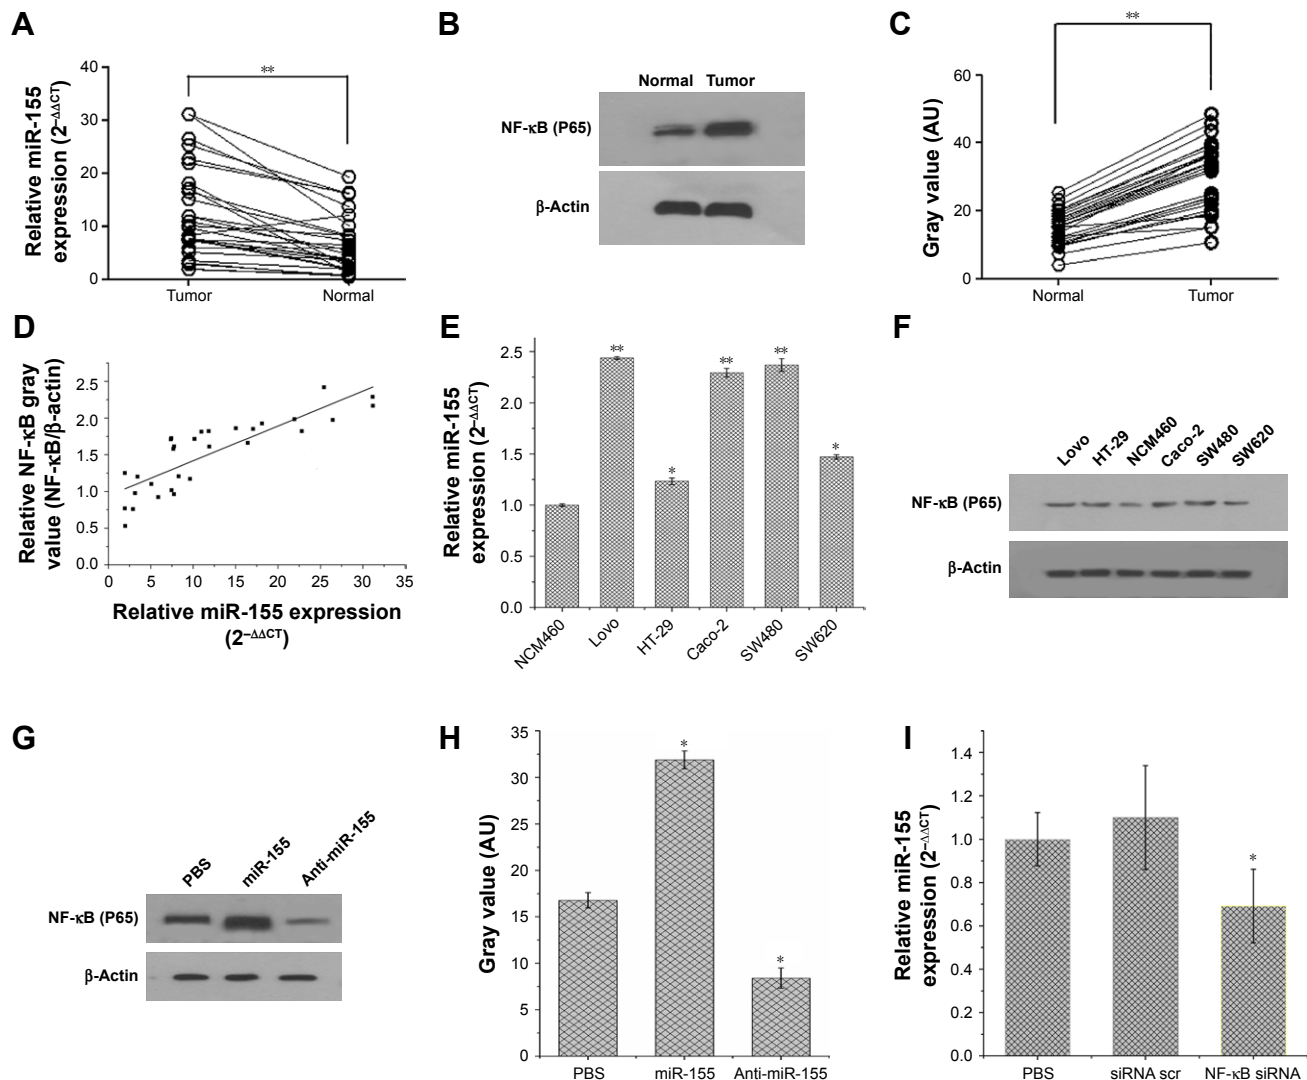 A
Relative miR-155
expression (2−ΔΔCT)
40
30
20
10
0
**
Tumor
Normal
B
Normal Tumor
NF-κB (P65)
β-Actin
C
Gray value (AU)
60
40
20
0
**
Normal
Tumor
D
Relative NF-κB gray
value (NF-κB/β-actin)
2.5
2.0
1.5
1.0
0.5
0.0
0 5 10 15 20 25 30 35
Relative miR-155 expression
(2−ΔΔCT)
E
Relative miR-155
expression (2−ΔΔCT)
2.5
2.0
1.5
1.0
0.5
0.0
** * ** ** *
NCM460 Lovo HT-29 Caco-2 SW480 SW620
F
Lovo HT-29 NCM460 Caco-2 SW480 SW620
NF-κB (P65)
β-Actin
G
PBS miR-155 Anti-miR-155
NF-κB (P65)
β-Actin
H
Gray value (AU)
35
30
25
20
15
10
5
0
* *
PBS miR-155 Anti-miR-155
I
Relative miR-155
expression (2−ΔΔCT)
1.4
1.2
1.0
0.8
0.6
0.4
0.2
0.0
*
PBS siRNA scr NF-κB siRNA